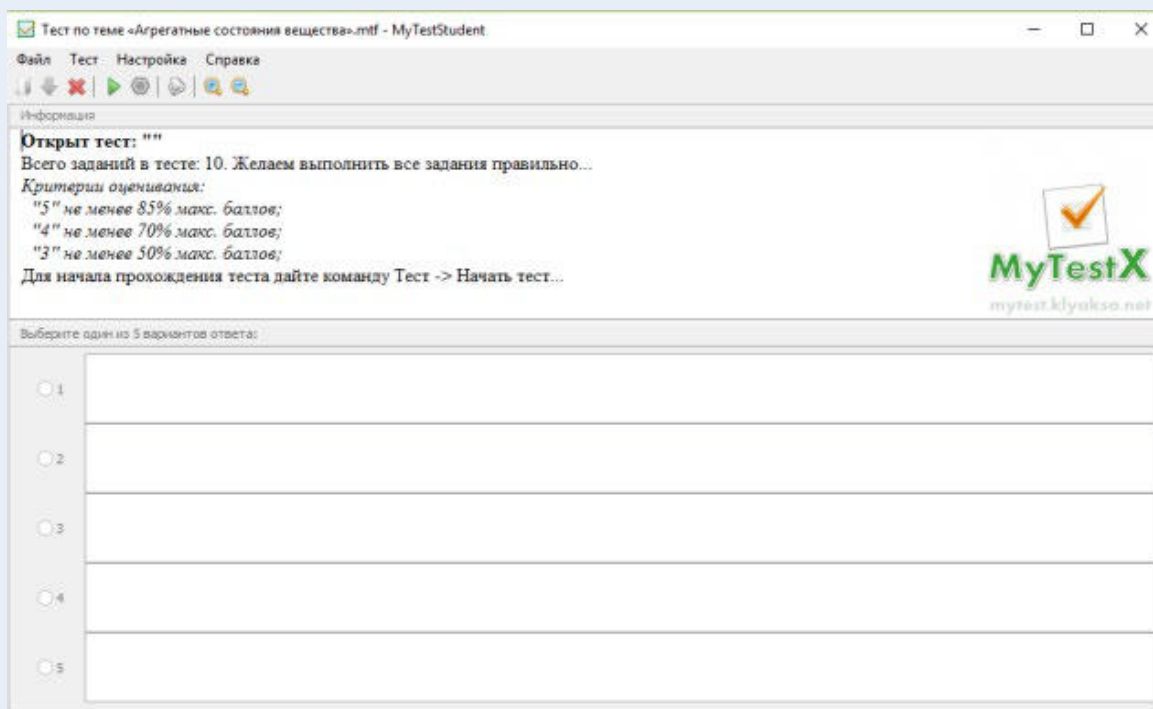 Тест по теме «Агрегатные состояния вещества».mtf - MyTestStudent
Файл Тест Настройка Справка
Информация
Открыт тест: ""
Всего заданий в тесте: 10. Желаем выполнить все задания правильно...
Критерии оценивания:
"5" не менее 85% макс. баллов;
"4" не менее 70% макс. баллов;
"3" не менее 50% макс. баллов;
Для начала прохождения теста дайте команду Тест -> Начать тест...
MyTestX
mytest.klyaksa.net
Выберите один из 5 вариантов ответа:
1
2
3
4
5